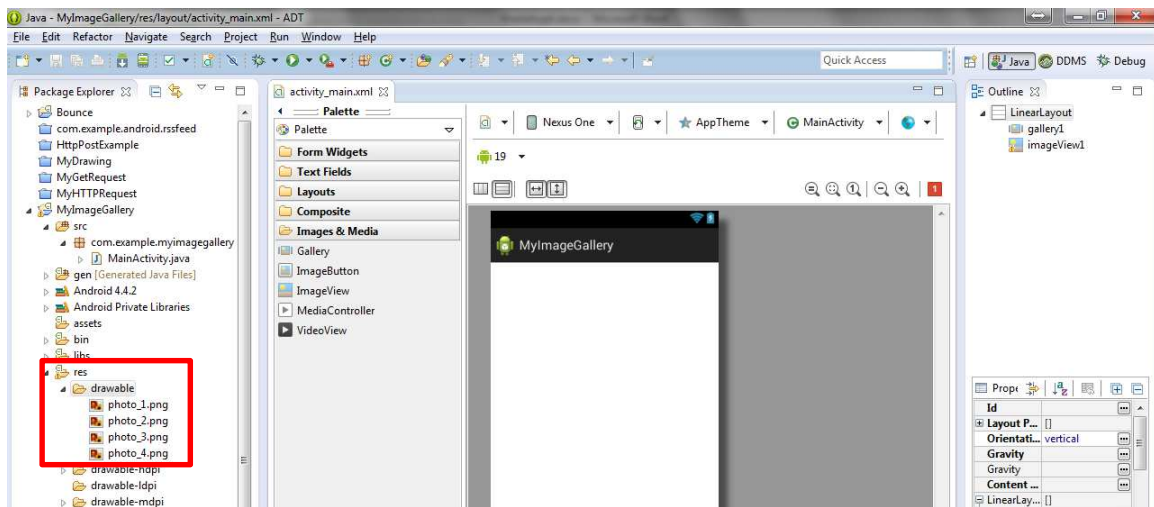 Java - MyImageGallery/res/layout/activity_main.xml - ADT
File Edit Refactor Navigate Search Project Run Window Help
Quick Access
Java
DDMS
Debug
Package Explorer
Bounce
com.example.android.rssfeed
HttpPostExample
MyDrawing
MyGetRequest
MyHTTPRequest
MyImageGallery
src
com.example.myimagegallery
MainActivity.java
gen [Generated Java Files]
Android 4.4.2
Android Private Libraries
assets
bin
libs
res
drawable
photo_1.png
photo_2.png
photo_3.png
photo_4.png
drawable-hdpi
drawable-ldpi
drawable-mdpi
activity_main.xml
Palette
Palette
Form Widgets
Text Fields
Layouts
Composite
Images & Media
Gallery
ImageButton
ImageView
MediaController
VideoView
Nexus One
AppTheme
MainActivity
19
1
MyImageGallery
Outline
LinearLayout
gallery1
imageView1
Prope
Id
Layout P... []
Orientati... vertical
Gravity
Gravity
Content ...
LinearLay... []